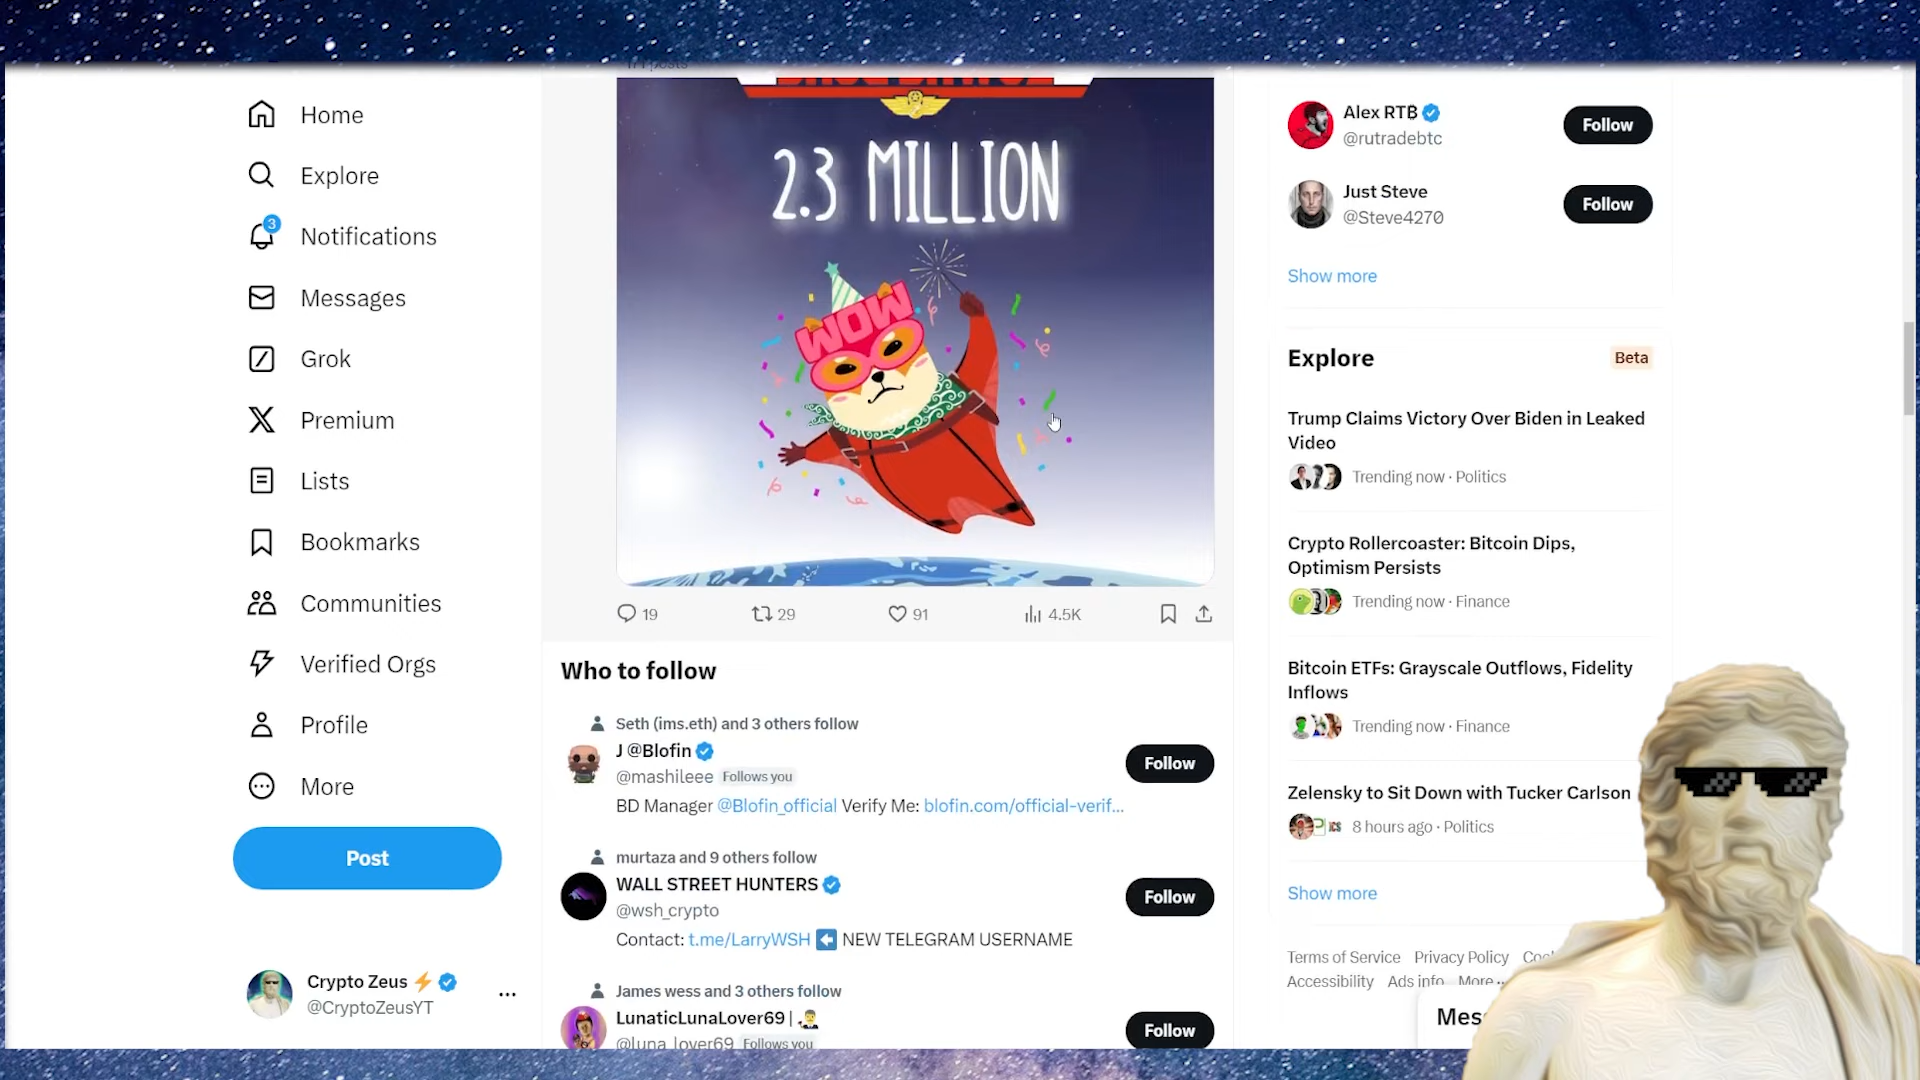 Home
Explore
3
Notifications
Messages
Grok
Premium
Lists
Bookmarks
Communities
Verified Orgs
Profile
More
Post
Crypto Zeus⚡
@CryptoZeusYT
posts
2.3 MILLION
WOW
19 29 91 4.5K
Who to follow
Seth (ims.eth) and 3 others follow
J @Blofin
@mashileee Follows you
BD Manager @Blofin_official Verify Me: blofin.com/official-verif...
Follow
murtaza and 9 others follow
WALL STREET HUNTERS
@wsh_crypto
Contact: t.me/LarryWSH ⬅ NEW TELEGRAM USERNAME
Follow
James wess and 3 others follow
LunaticLunaLover69 |
@luna_lover69 Follows you
Follow
Alex RT₿
@rutradebtc
Follow
Just Steve
@Steve4270
Follow
Show more
Explore Beta
Trump Claims Victory Over Biden in Leaked
Video
Trending now · Politics
Crypto Rollercoaster: Bitcoin Dips,
Optimism Persists
Trending now · Finance
Bitcoin ETFs: Grayscale Outflows, Fidelity
Inflows
Trending now · Finance
Zelensky to Sit Down with Tucker Carlson
8 hours ago · Politics
Show more
Terms of Service Privacy Policy
Accessibility Ads info More ...